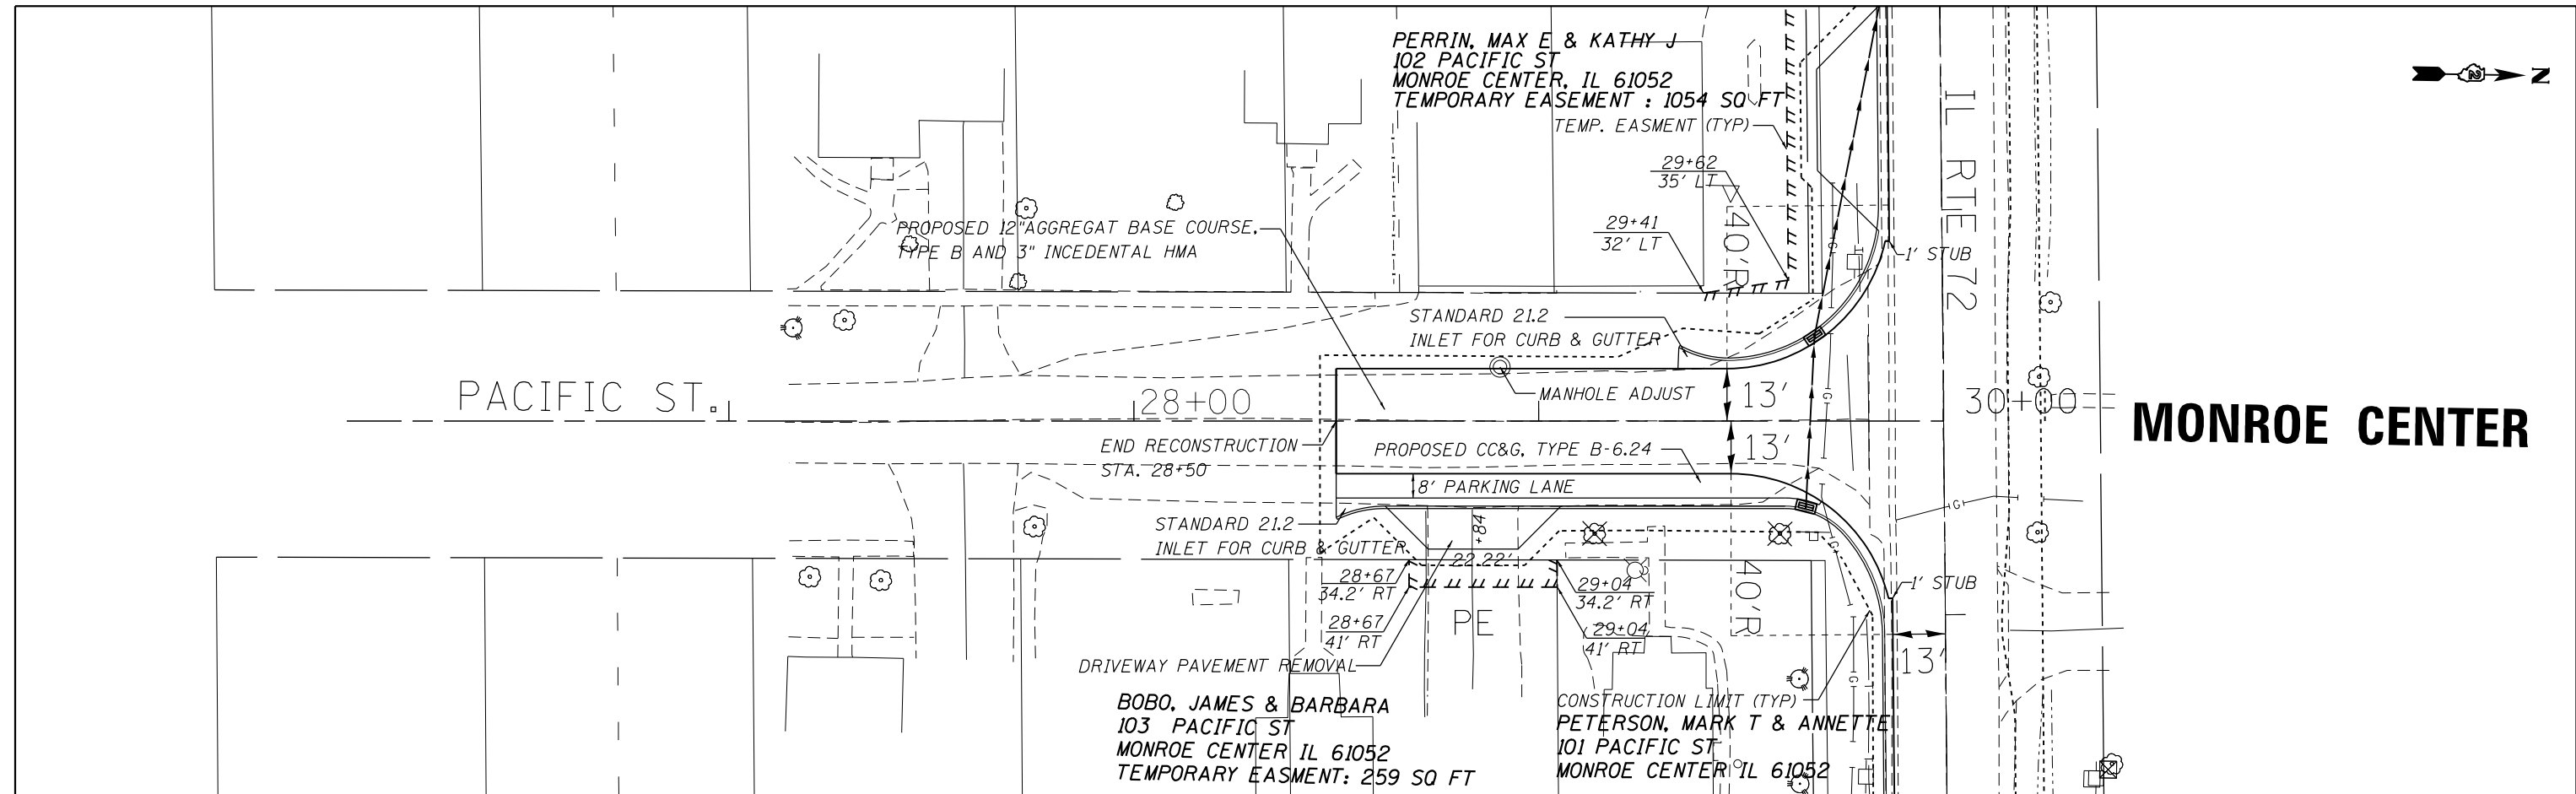 PERRIN, MAX E & KATHY J
102 PACIFIC ST
MONROE CENTER, IL 61052
TEMPORARY EASEMENT : 1054 SQ FT
TEMP. EASMENT (TYP)
29+62
35' LT
29+41
32' LT
40'R
IL RTE 72
N
1' STUB
PROPOSED 12"AGGREGAT BASE COURSE,
TYPE B AND 3" INCEDENTAL HMA
STANDARD 21.2
INLET FOR CURB & GUTTER
MANHOLE ADJUST
PACIFIC ST.
28+00
13'
30+00
MONROE CENTER
END RECONSTRUCTION
STA. 28+50
PROPOSED CC&G, TYPE B-6.24
13'
8' PARKING LANE
STANDARD 21.2
INLET FOR CURB & GUTTER
+84
22.22'
28+67
34.2' RT
29+04
34.2' RT
28+67
41' RT
PE
29+04
41' RT
40'R
1' STUB
13'
G
G
G
G
G
DRIVEWAY PAVEMENT REMOVAL
CONSTRUCTION LIMIT (TYP)
BOBO, JAMES & BARBARA
103 PACIFIC ST
MONROE CENTER IL 61052
TEMPORARY EASMENT: 259 SQ FT
PETERSON, MARK T & ANNETTE
101 PACIFIC ST
MONROE CENTER IL 61052